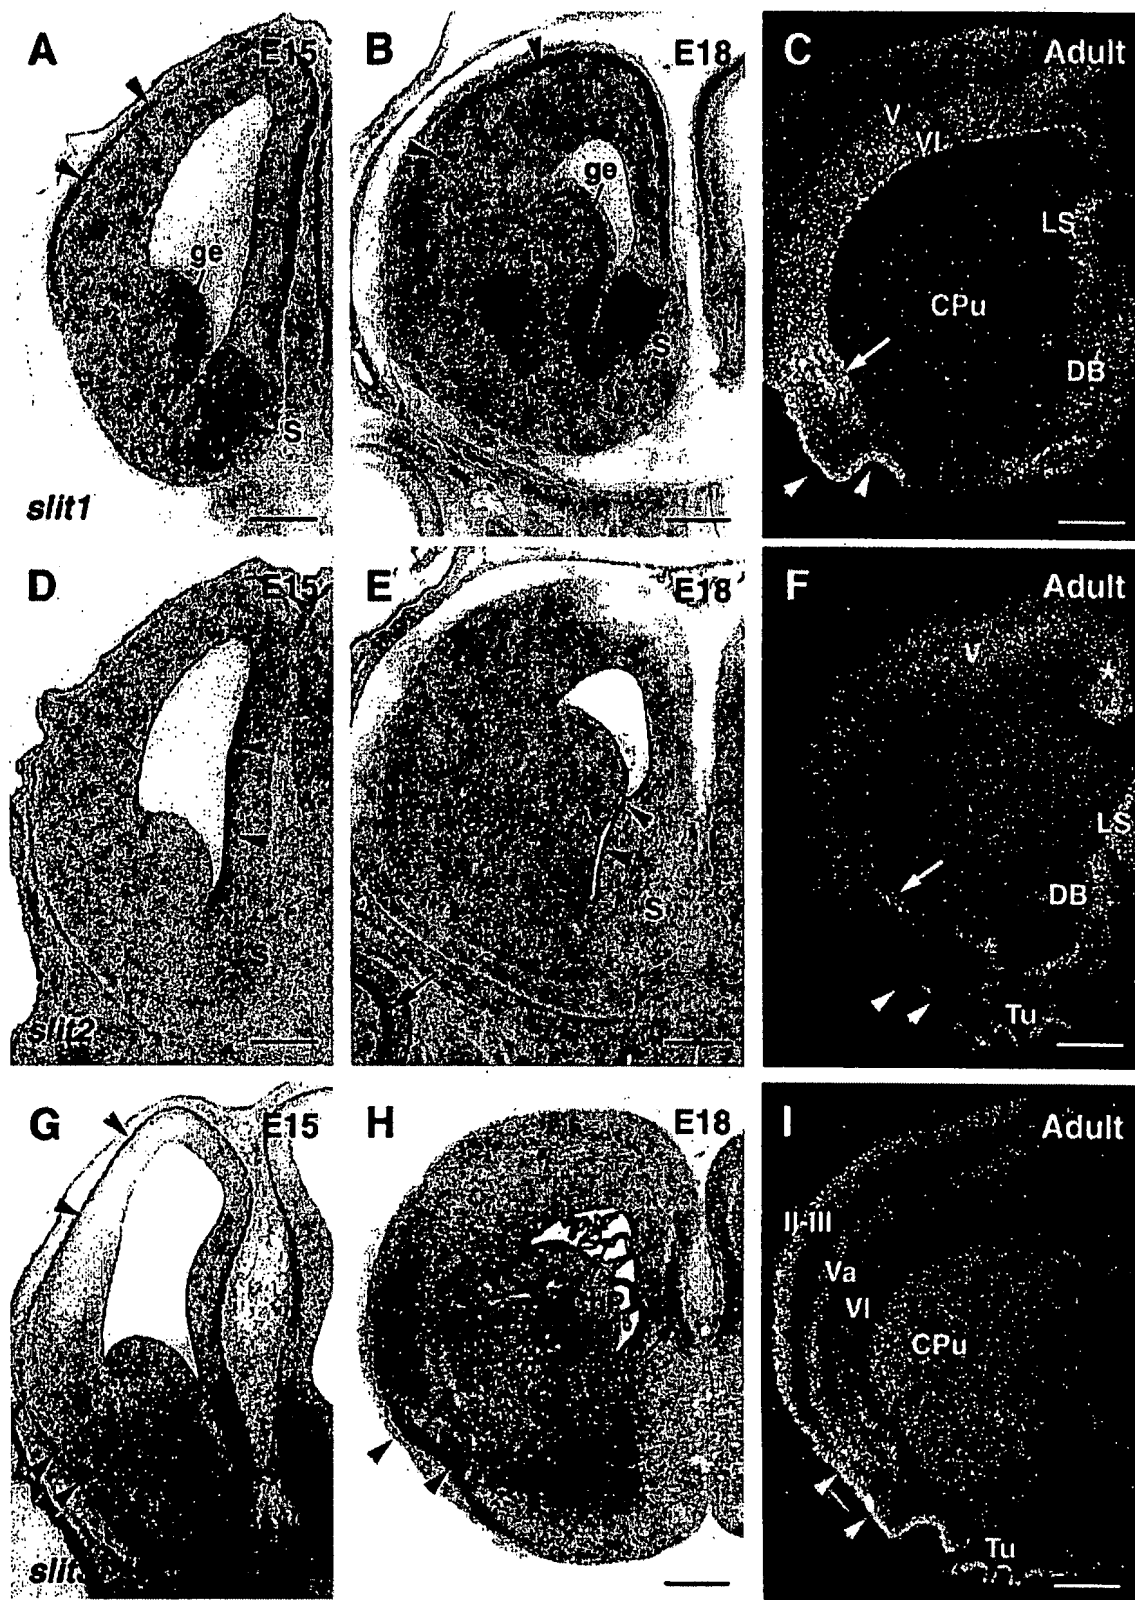 A E15
ge
S
slit1
B E18
ge
S
C Adult
V
VI
LS
CPu
DB
D E15
S
slit2
E E18
S
F Adult
V
*
LS
DB
Tu
G E15
H E18
I Adult
II-III
Va
VI
CPu
Tu